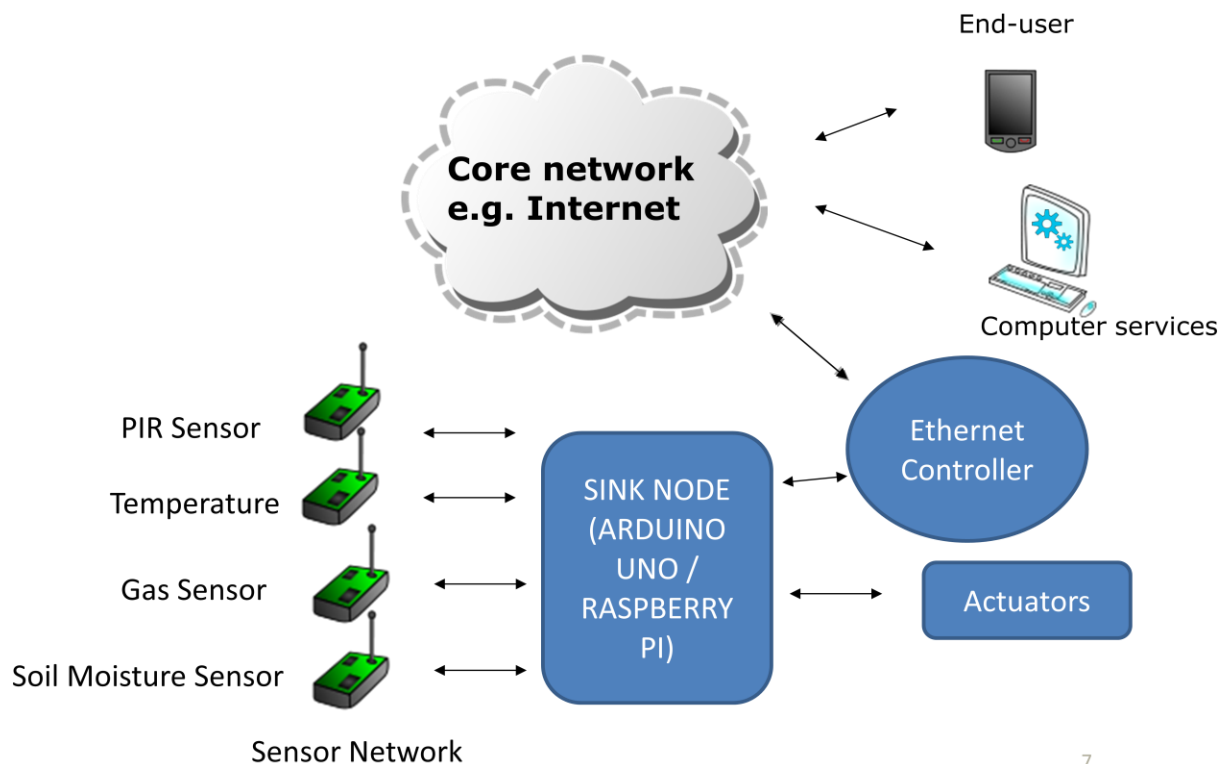 End-user
Core network
e.g. Internet
Computer services
PIR Sensor
Temperature
Gas Sensor
Soil Moisture Sensor
Sensor Network
SINK NODE
(ARDUINO
UNO /
RASPBERRY
PI)
Ethernet
Controller
Actuators
7